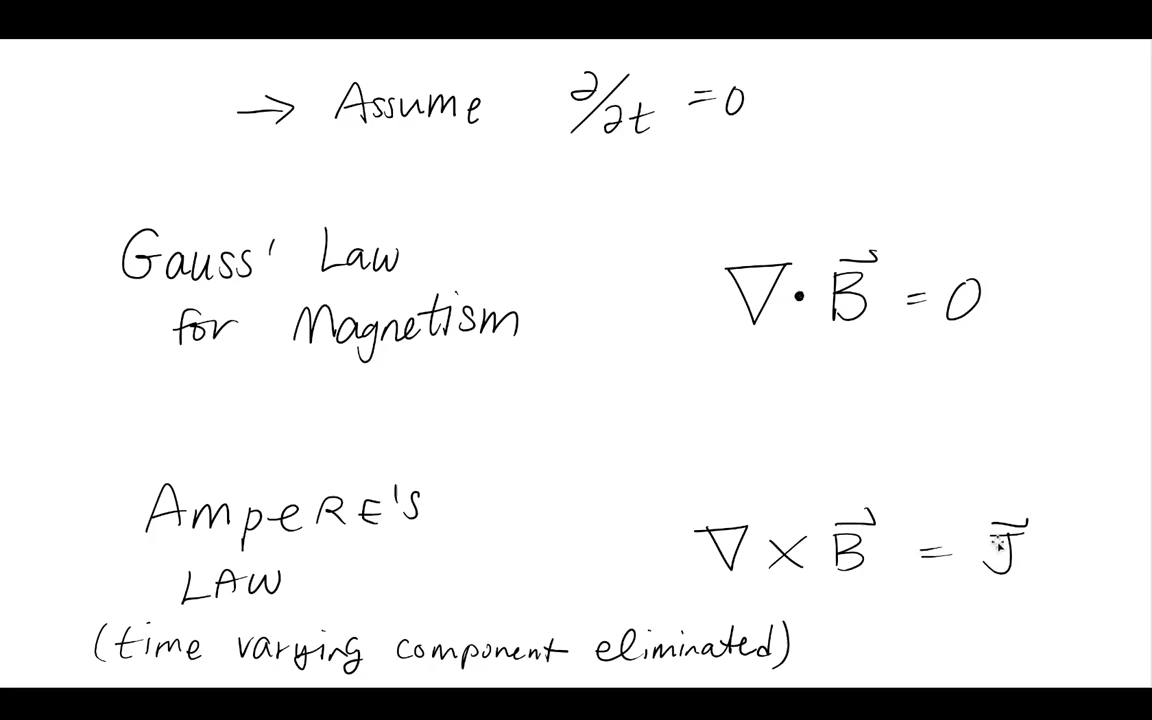 → Assume ∂/∂t = 0
Gauss' Law
for Magnetism
∇ · B⃗ = 0
AmpeRE'S
LAW
∇ × B⃗ = J⃗
(time varying component eliminated)